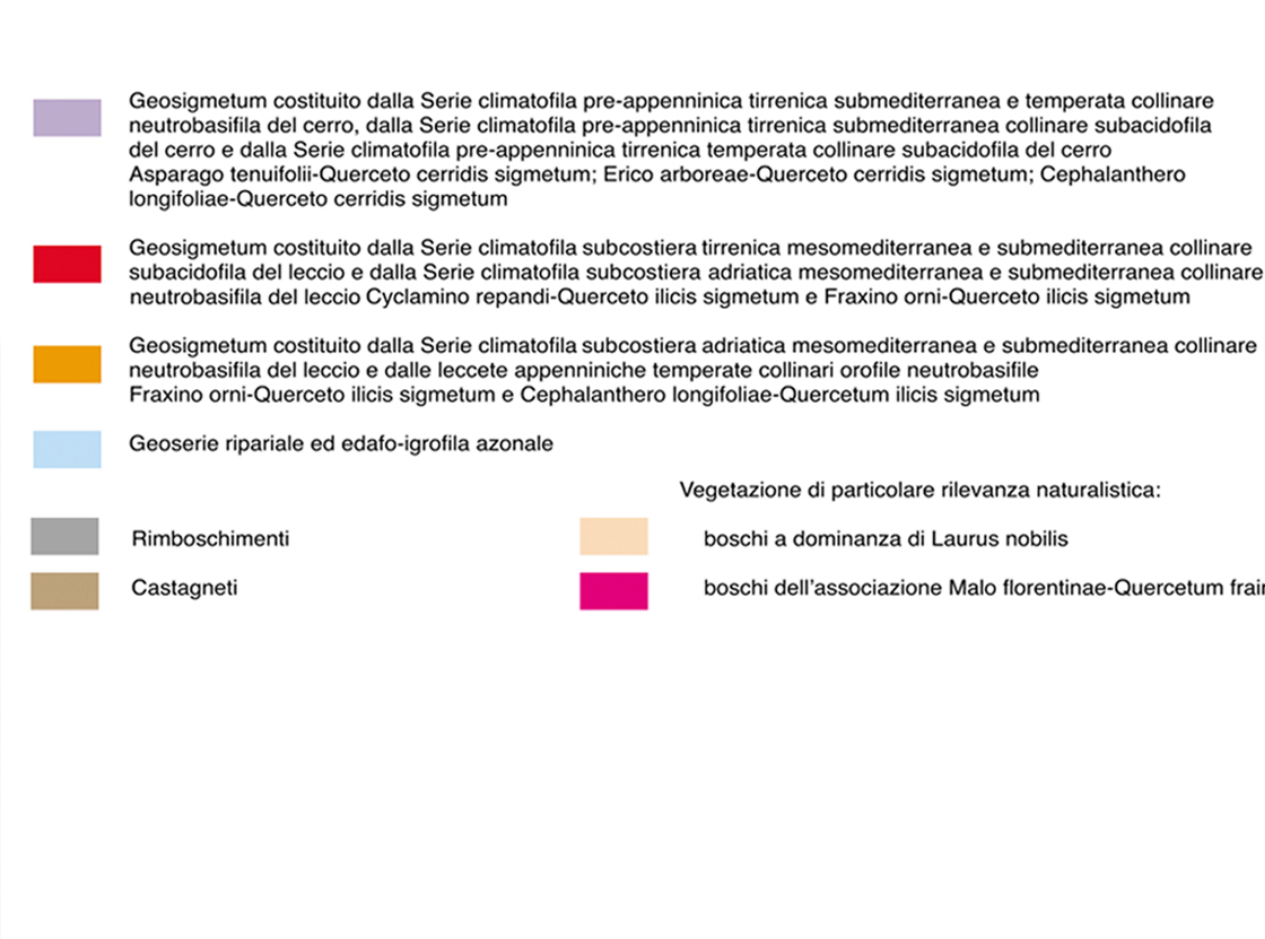 Geosigmetum costituito dalla Serie climatofila pre-appenninica tirrenica submediterranea e temperata collinare
neutrobasifila del cerro, dalla Serie climatofila pre-appenninica tirrenica submediterranea collinare subacidofila
del cerro e dalla Serie climatofila pre-appenninica tirrenica temperata collinare subacidofila del cerro
Asparago tenuifolii-Querceto cerridis sigmetum; Erico arboreae-Querceto cerridis sigmetum; Cephalanthero
longifoliae-Querceto cerridis sigmetum
Geosigmetum costituito dalla Serie climatofila subcostiera tirrenica mesomediterranea e submediterranea collinare
subacidofila del leccio e dalla Serie climatofila subcostiera adriatica mesomediterranea e submediterranea collinare
neutrobasifila del leccio Cyclamino repandi-Querceto ilicis sigmetum e Fraxino orni-Querceto ilicis sigmetum
Geosigmetum costituito dalla Serie climatofila subcostiera adriatica mesomediterranea e submediterranea collinare
neutrobasifila del leccio e dalle leccete appenniniche temperate collinari orofile neutrobasifile
Fraxino orni-Querceto ilicis sigmetum e Cephalanthero longifoliae-Quercetum ilicis sigmetum
Geoserie ripariale ed edafo-igrofila azonale
Vegetazione di particolare rilevanza naturalistica:
Rimboschimenti
boschi a dominanza di Laurus nobilis
Castagneti
boschi dell'associazione Malo florentinae-Quercetum